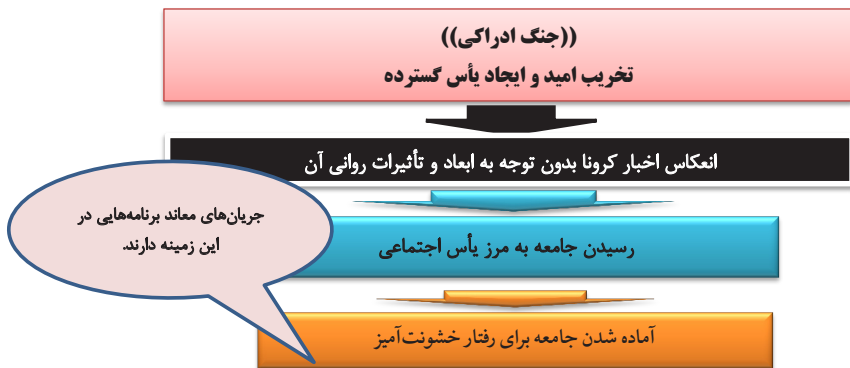 ((جنگ ادراکی))
تخریب امید و ایجاد یأس گسترده
انعکاس اخبار کرونا بدون توجه به ابعاد و تأثیرات روانی آن
جریان‌های معاند برنامه‌هایی در
این زمینه دارند.
رسیدن جامعه به مرز یأس اجتماعی
آماده شدن جامعه برای رفتار خشونت‌آمیز